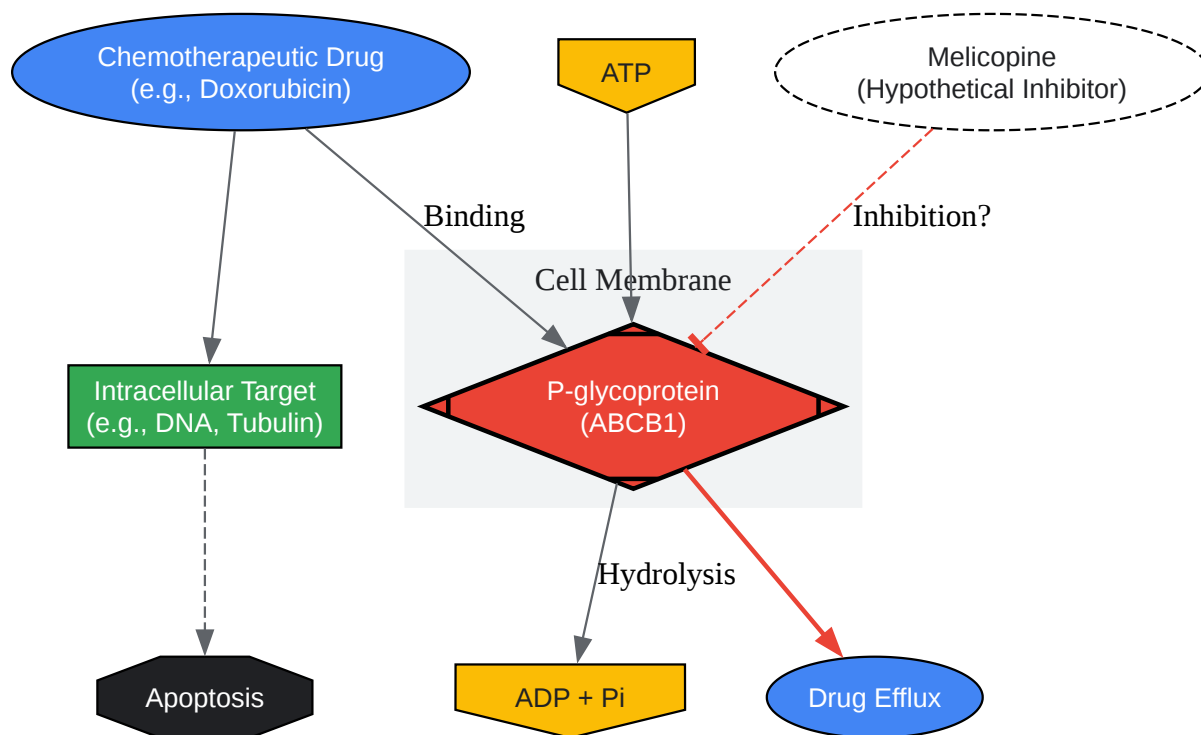 Chemotherapeutic Drug
(e.g., Doxorubicin)
ATP
Melicopine
(Hypothetical Inhibitor)
Binding
Inhibition?
Cell Membrane
Intracellular Target
(e.g., DNA, Tubulin)
P-glycoprotein
(ABCB1)
Hydrolysis
Apoptosis
ADP + Pi
Drug Efflux